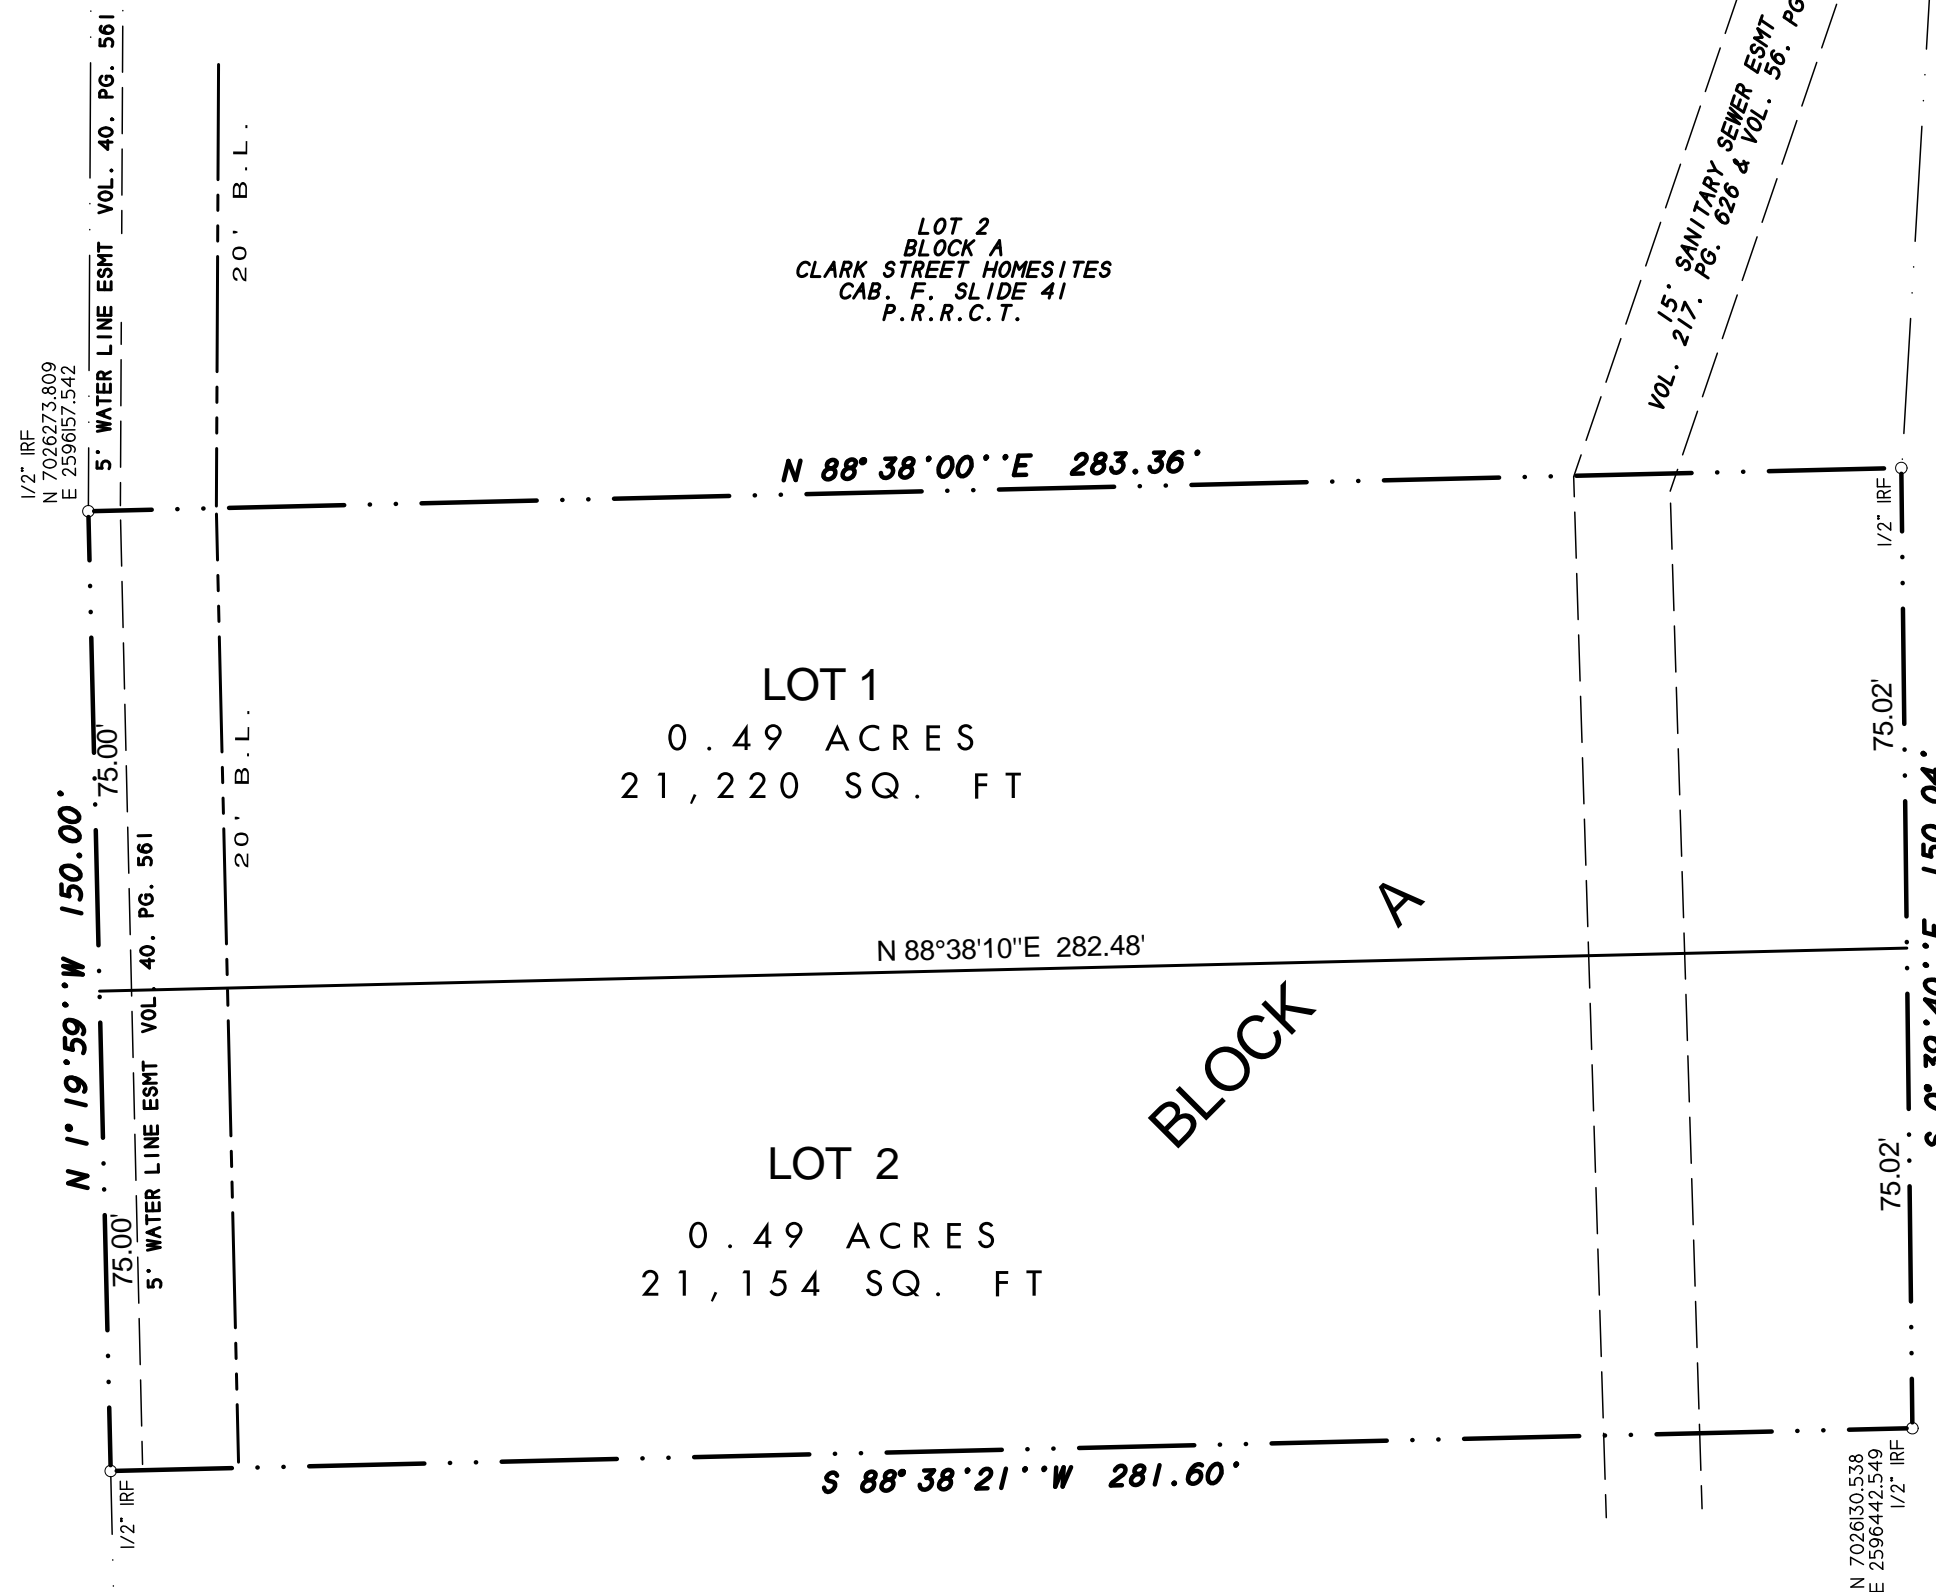 5' WATER LINE ESMT VOL. 40. PG. 561
20' B.L.
15' SANITARY SEWER ESMT
VOL. 217. PG. 626 & VOL. 56. PG
LOT 2
BLOCK A
CLARK STREET HOMESITES
CAB. F. SLIDE 41
P.R.R.C.T.
1/2" IRF
N 7026273.809
E 2596157.542
N 88°38'00''E 283.36'
1/2" IRF
LOT 1
0.49 ACRES
21,220 SQ. FT
75.00'
75.02'
20' B.L.
N 1°19'59''W 150.00'
5' WATER LINE ESMT VOL. 40. PG. 561
N 88°38'10"E 282.48'
BLOCK A
LOT 2
0.49 ACRES
21,154 SQ. FT
75.00'
75.02'
S 88°38'21''W 281.60'
1/2" IRF
N 7026130.538
E 2596442.549
1/2" IRF